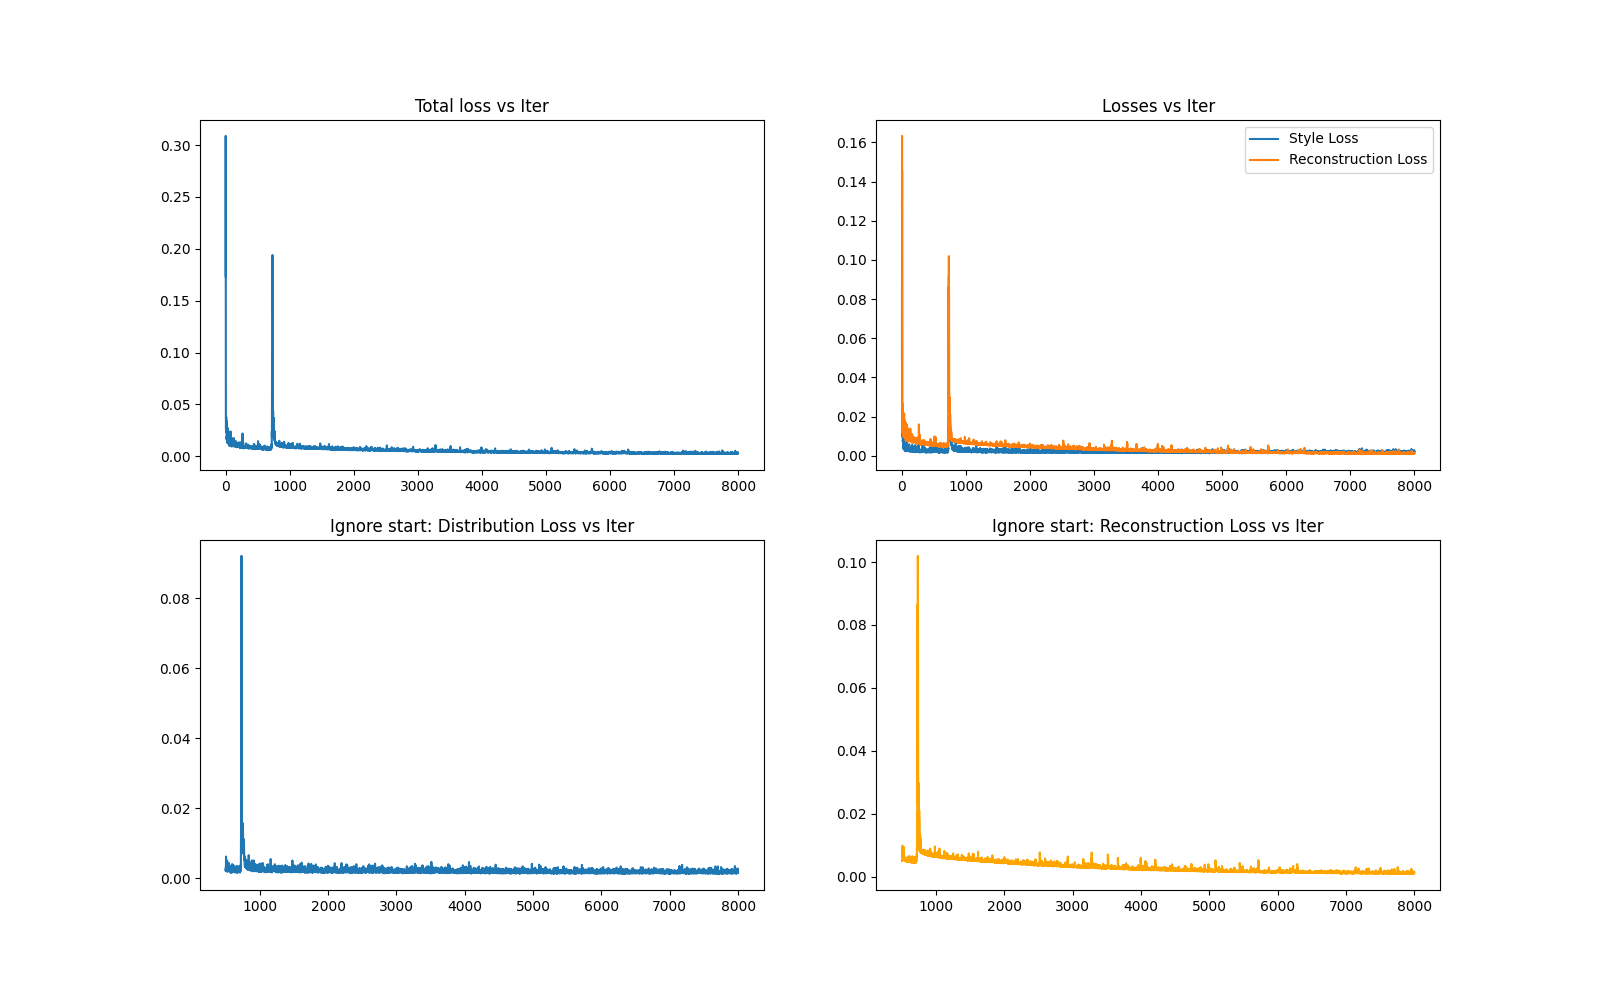 Total loss vs Iter
0.30
0.25
0.20
0.15
0.10
0.05
0.00
0 1000 2000 3000 4000 5000 6000 7000 8000
Losses vs Iter
Style Loss
Reconstruction Loss
0.16
0.14
0.12
0.10
0.08
0.06
0.04
0.02
0.00
0 1000 2000 3000 4000 5000 6000 7000 8000
Ignore start: Distribution Loss vs Iter
0.08
0.06
0.04
0.02
0.00
1000 2000 3000 4000 5000 6000 7000 8000
Ignore start: Reconstruction Loss vs Iter
0.10
0.08
0.06
0.04
0.02
0.00
1000 2000 3000 4000 5000 6000 7000 8000